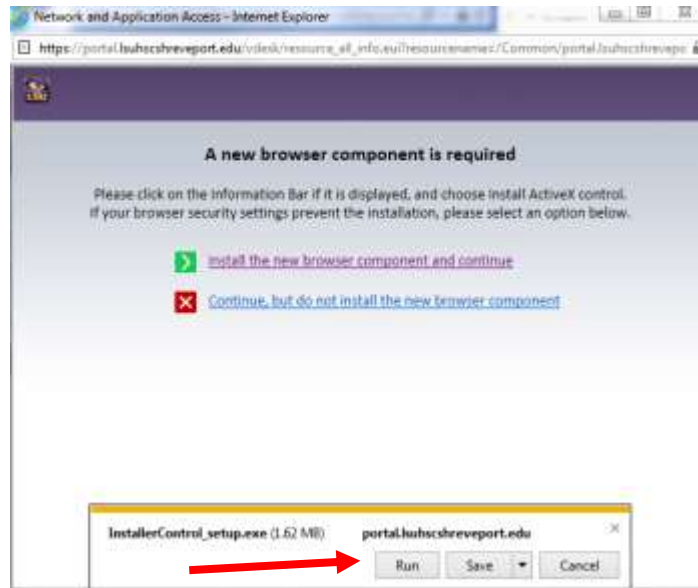 Network and Application Access - Internet Explorer
https://portal.lsuhscshreveport.edu/vdesk/resource_all_info.eui?resourcename=/Common/portal.lsuhscshrevepo
A new browser component is required
Please click on the Information Bar if it is displayed, and choose Install ActiveX control.
If your browser security settings prevent the installation, please select an option below.
Install the new browser component and continue
Continue, but do not install the new browser component
InstallerControl_setup.exe (1.62 MB) portal.lsuhscshreveport.edu
Run Save Cancel